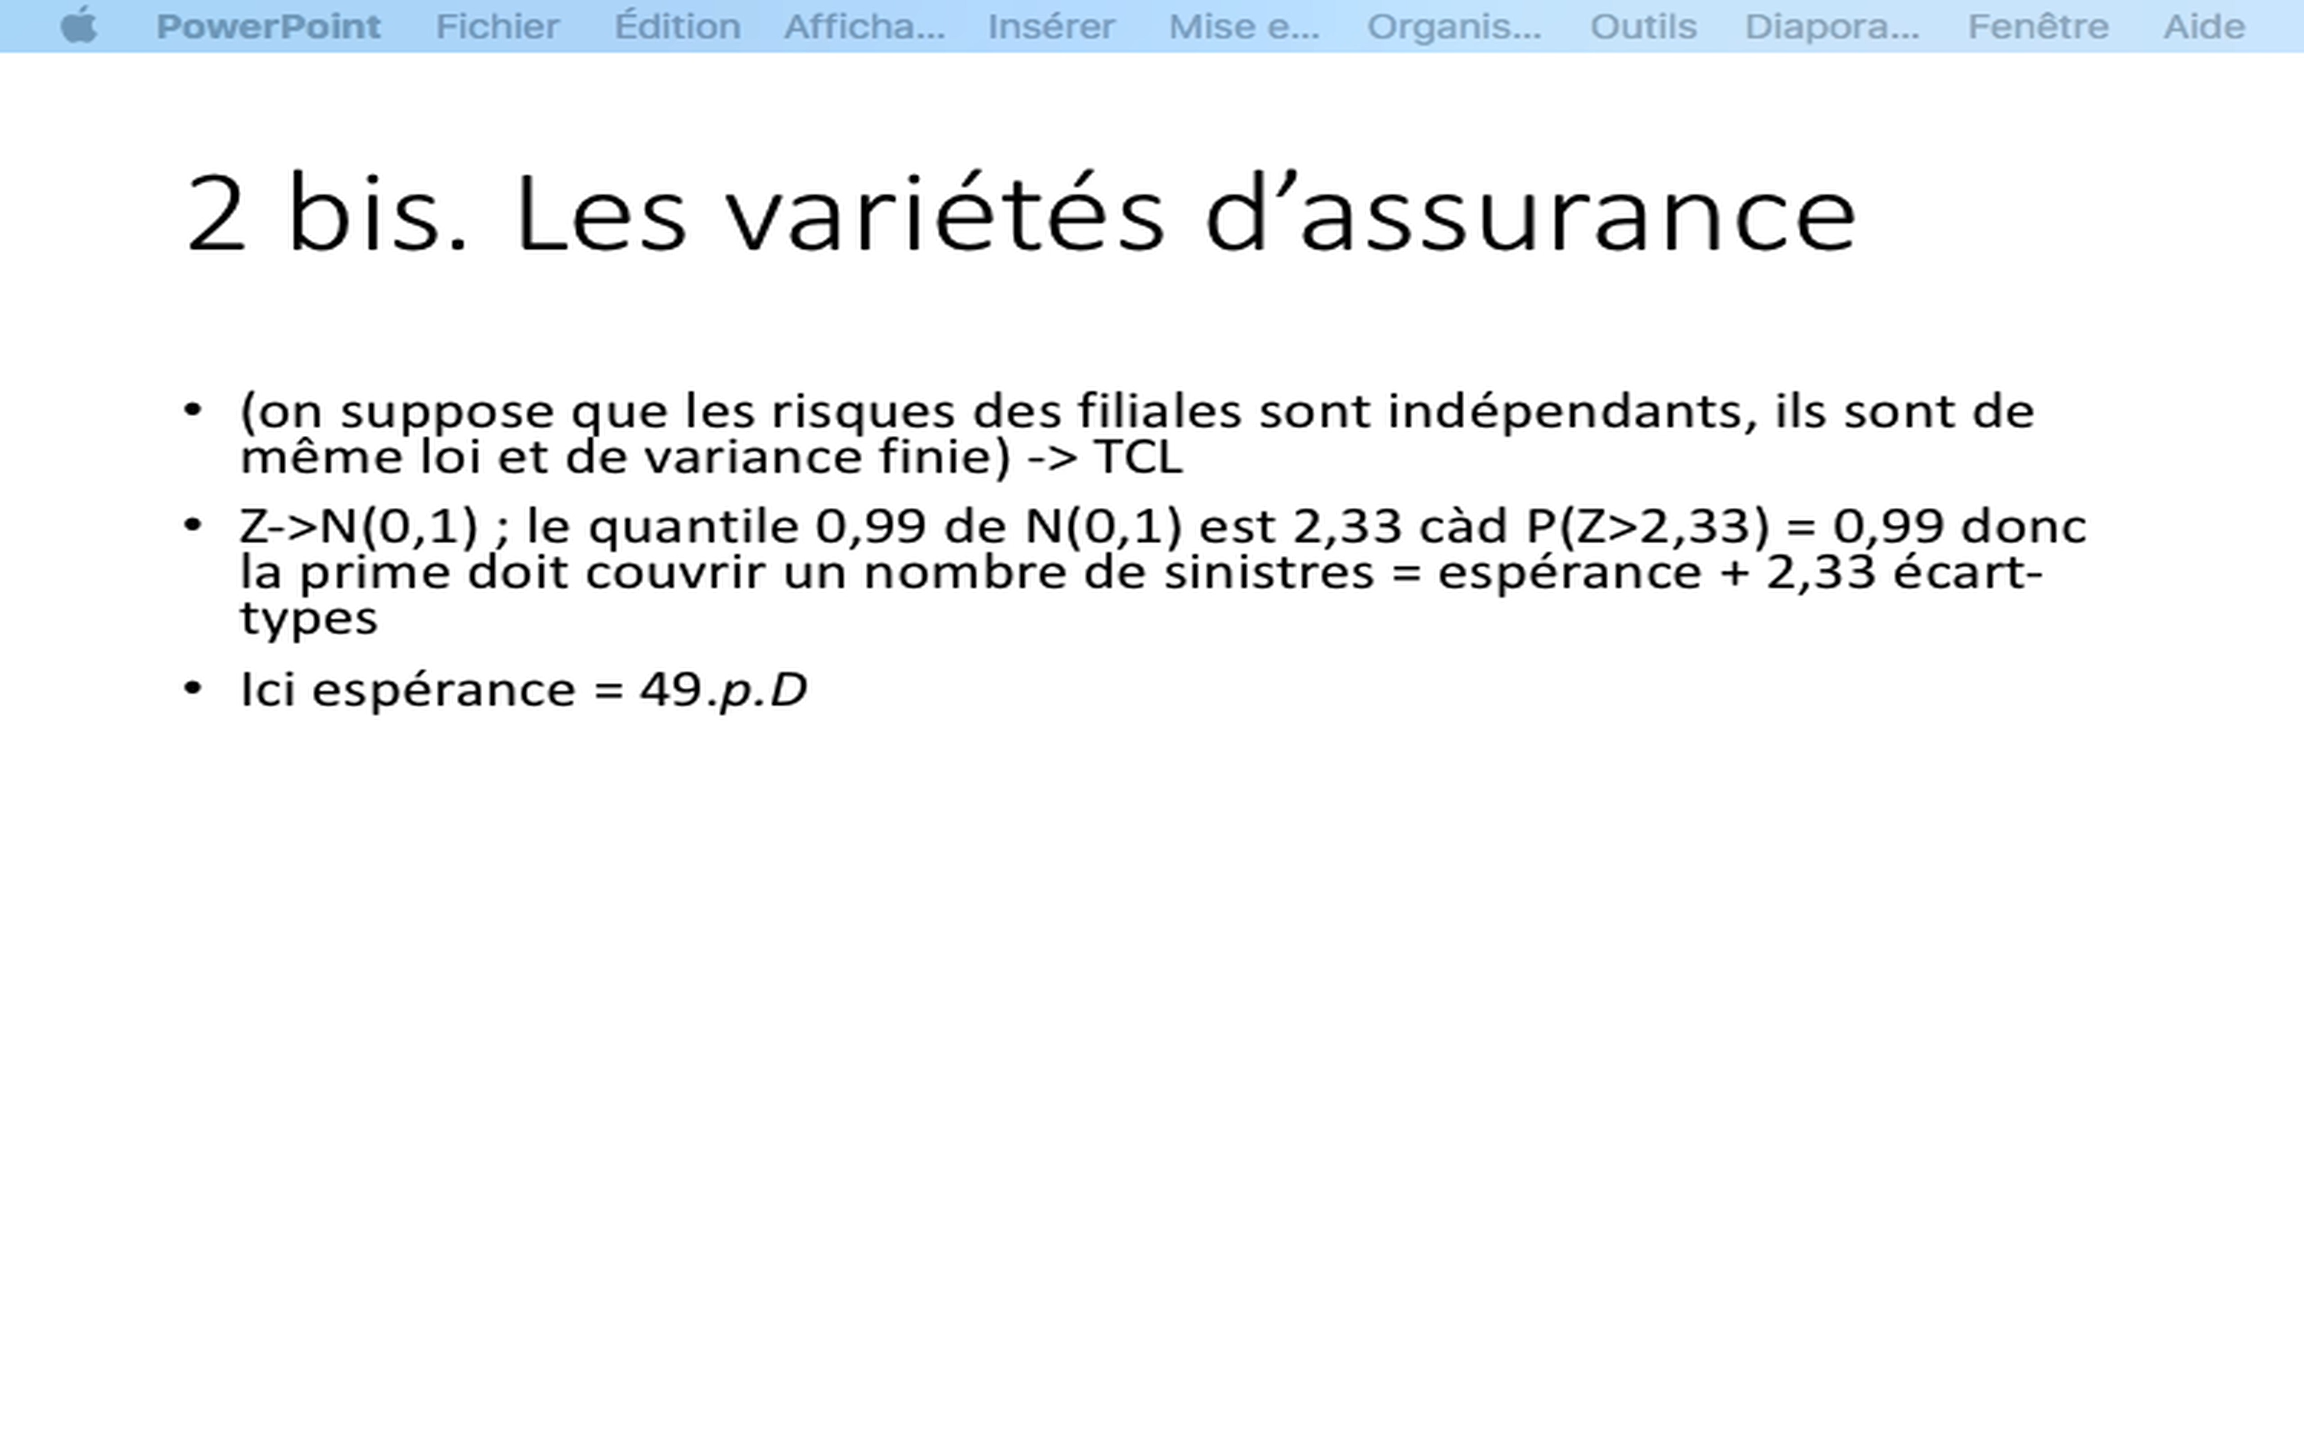 PowerPoint Fichier Édition Afficha... Insérer Mise e... Organis... Outils Diapora... Fenêtre Aide
2 bis. Les variétés d’assurance
• (on suppose que les risques des filiales sont indépendants, ils sont de
même loi et de variance finie) -> TCL
• Z->N(0,1) ; le quantile 0,99 de N(0,1) est 2,33 càd P(Z>2,33) = 0,99 donc
la prime doit couvrir un nombre de sinistres = espérance + 2,33 écart-
types
• Ici espérance = 49.p.D